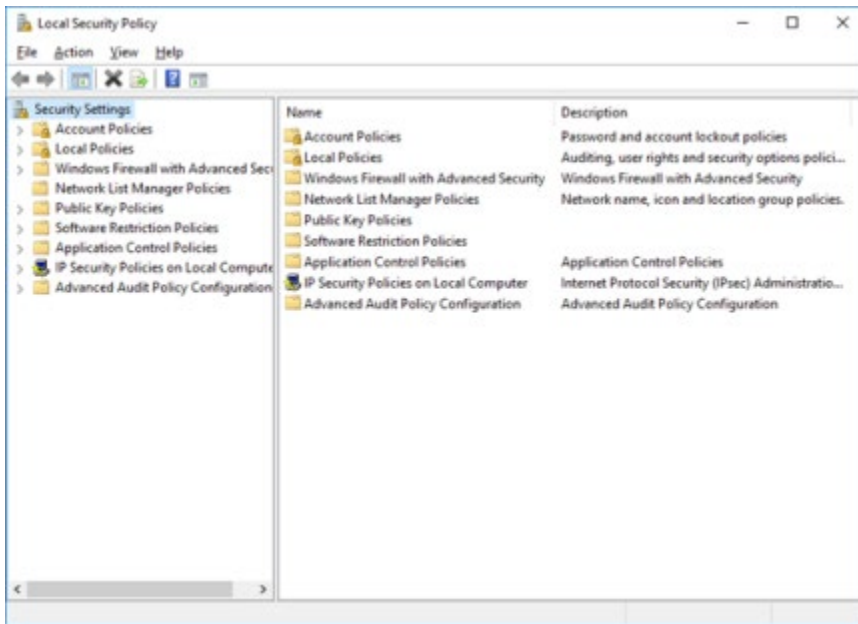 Local Security Policy
File Action View Help
Security Settings
Account Policies
Local Policies
Windows Firewall with Advanced Sec
Network List Manager Policies
Public Key Policies
Software Restriction Policies
Application Control Policies
IP Security Policies on Local Compute
Advanced Audit Policy Configuration
Name Description
Account Policies Password and account lockout policies
Local Policies Auditing, user rights and security options polici...
Windows Firewall with Advanced Security Windows Firewall with Advanced Security
Network List Manager Policies Network name, icon and location group policies.
Public Key Policies
Software Restriction Policies
Application Control Policies Application Control Policies
IP Security Policies on Local Computer Internet Protocol Security (IPsec) Administratio...
Advanced Audit Policy Configuration Advanced Audit Policy Configuration